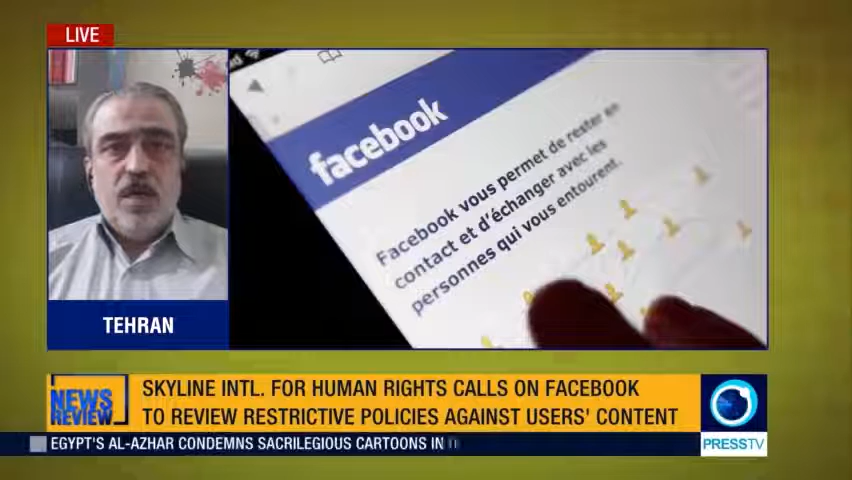 LIVE
facebook
Facebook vous permet de rester en
contact et d'échanger avec les
personnes qui vous entourent.
TEHRAN
NEWS
REVIEW
SKYLINE INTL. FOR HUMAN RIGHTS CALLS ON FACEBOOK
TO REVIEW RESTRICTIVE POLICIES AGAINST USERS' CONTENT
PRESSTV
EGYPT'S AL-AZHAR CONDEMNS SACRILEGIOUS CARTOONS IN